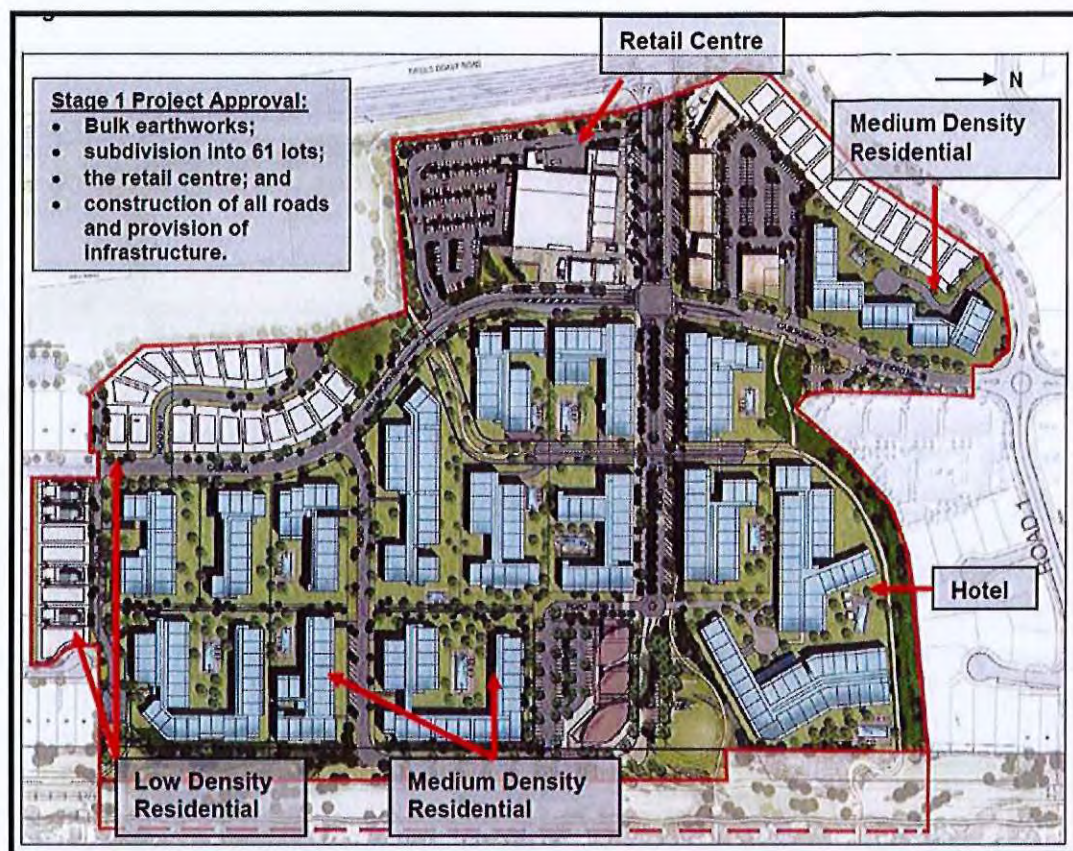 Retail Centre
N
Stage 1 Project Approval:
• Bulk earthworks;
• subdivision into 61 lots;
• the retail centre; and
• construction of all roads
and provision of
infrastructure.
Medium Density
Residential
ROAD 1
Hotel
Low Density
Residential
Medium Density
Residential